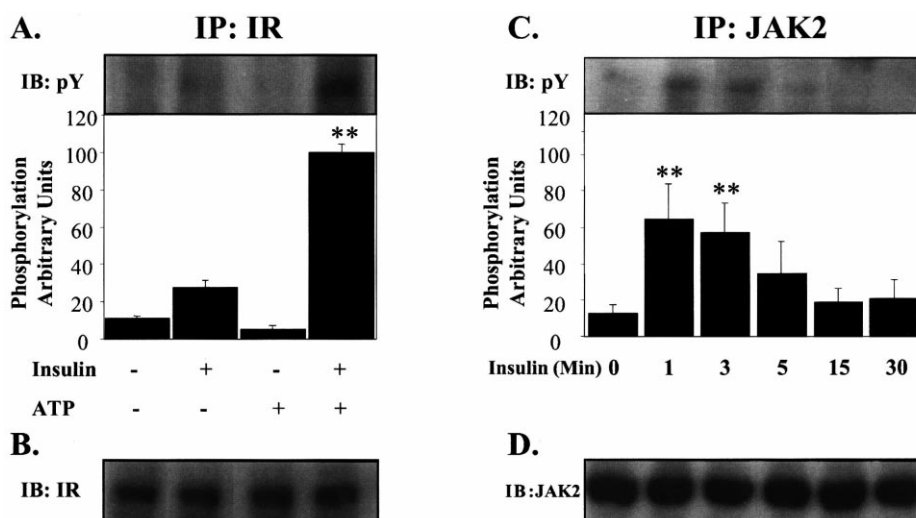 A.
IP: IR
IB: pY
120
100
80
60
40
20
0
Phosphorylation
Arbitrary Units
**
Insulin - + - +
ATP - - + +
B.
IB: IR
C.
IP: JAK2
IB: pY
120
100
80
60
40
20
0
Phosphorylation
Arbitrary Units
** **
Insulin (Min) 0 1 3 5 15 30
D.
IB:JAK2